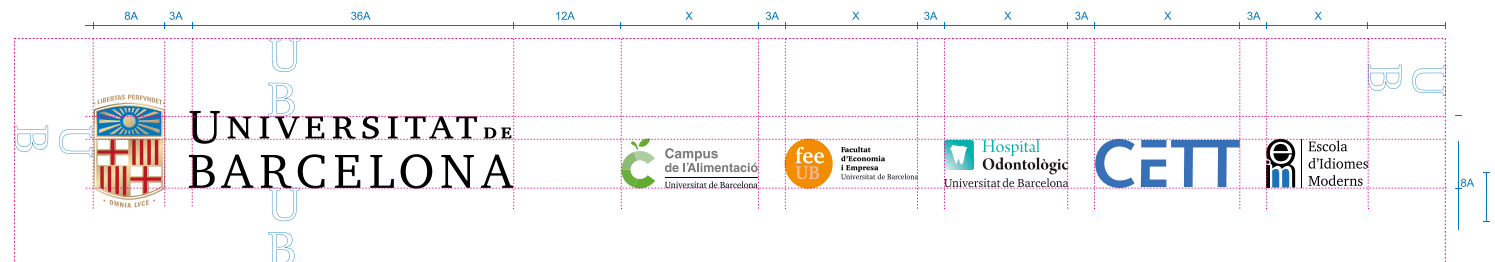 8A 3A 36A 12A X 3A X 3A X 3A X 3A X
U
B
U
B
U
B
LIBERTAS PERFVNDET
UNIVERSITAT DE
BARCELONA
OMNIA LVCE
U
B
Campus
de l'Alimentació
Universitat de Barcelona
fee
UB
Facultat
d'Economia
i Empresa
Universitat de Barcelona
Hospital
Odontològic
Universitat de Barcelona
CETT
eim
Escola
d'Idiomes
Moderns
8A